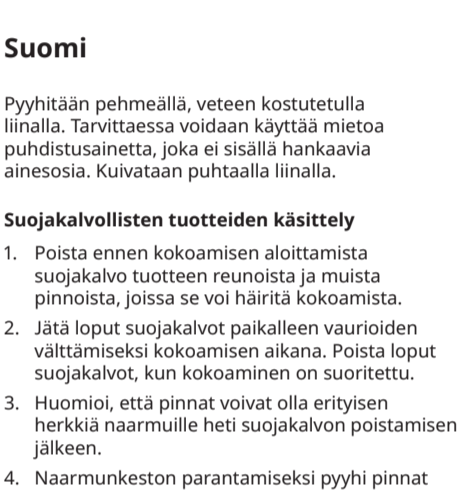 Suomi
Pyyhitään pehmeällä, veteen kostutetulla
liinalla. Tarvittaessa voidaan käyttää mietoa
puhdistusainetta, joka ei sisällä hankaavia
ainesosia. Kuivataan puhtaalla liinalla.
Suojakalvollisten tuotteiden käsittely
1. Poista ennen kokoamisen aloittamista
suojakalvo tuotteen reunoista ja muista
pinnoista, joissa se voi häiritä kokoamista.
2. Jätä loput suojakalvot paikalleen vaurioiden
välttämiseksi kokoamisen aikana. Poista loput
suojakalvot, kun kokoaminen on suoritettu.
3. Huomioi, että pinnat voivat olla erityisen
herkkiä naarmuille heti suojakalvon poistamisen
jälkeen.
4. Naarmunkeston parantamiseksi pyyhi pinnat